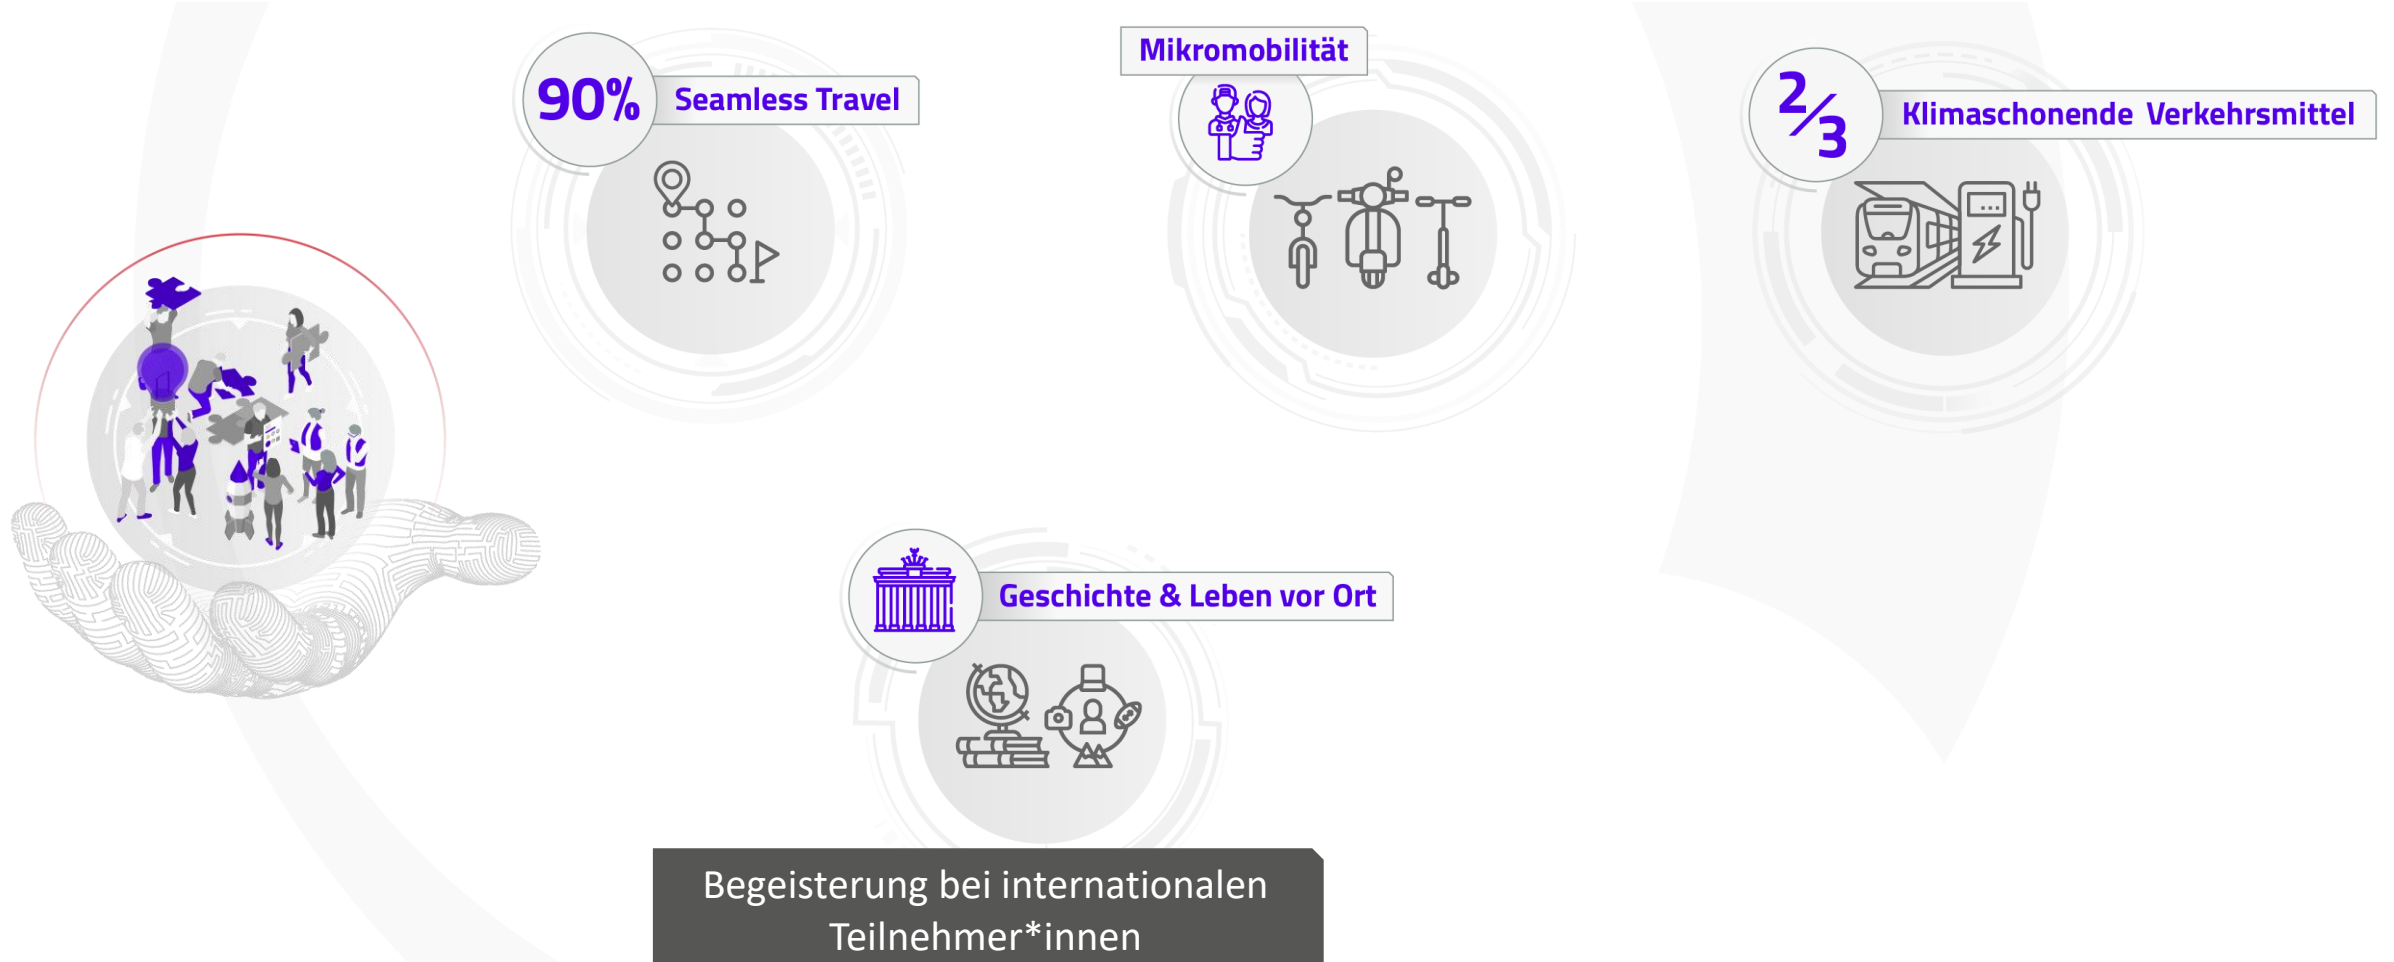 90%
Seamless Travel
Mikromobilität
2/3
Klimaschonende Verkehrsmittel
Geschichte & Leben vor Ort
Begeisterung bei internationalen
Teilnehmer*innen